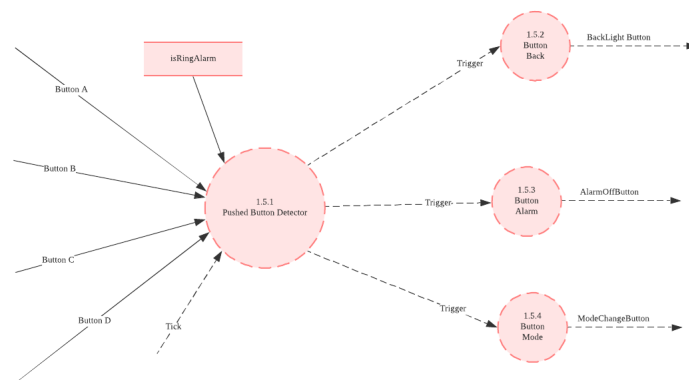 1.5.2
Button
Back
BackLight Button
isRingAlarm
Trigger
Button A
Button B
1.5.1
Pushed Button Detector
Trigger
1.5.3
Button
Alarm
AlarmOffButton
Button C
Button D
Tick
Trigger
1.5.4
Button
Mode
ModeChangeButton